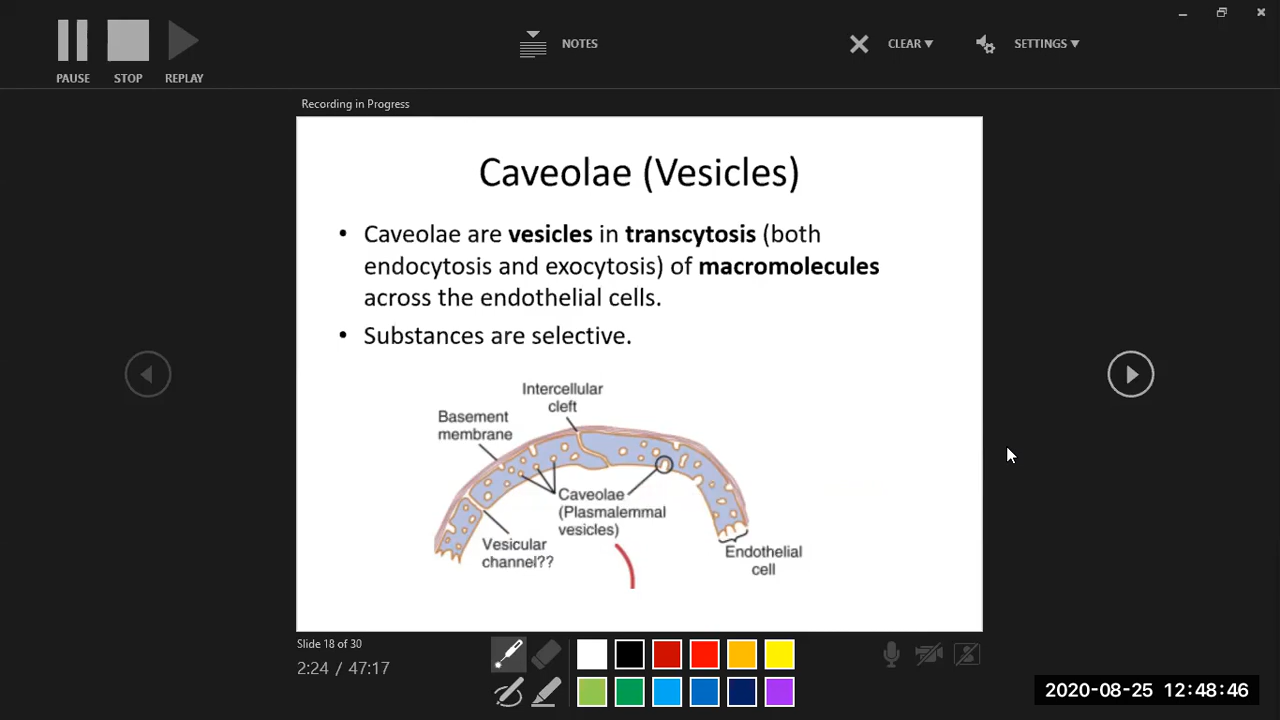 PAUSE
STOP
REPLAY
NOTES
CLEAR
SETTINGS
Recording in Progress
Caveolae (Vesicles)
• Caveolae are vesicles in transcytosis (both
endocytosis and exocytosis) of macromolecules
across the endothelial cells.
• Substances are selective.
Intercellular
cleft
Basement
membrane
Caveolae
(Plasmalemmal
vesicles)
Vesicular
channel??
Endothelial
cell
Slide 18 of 30
2:24 / 47:17
2020-08-25 12:48:46